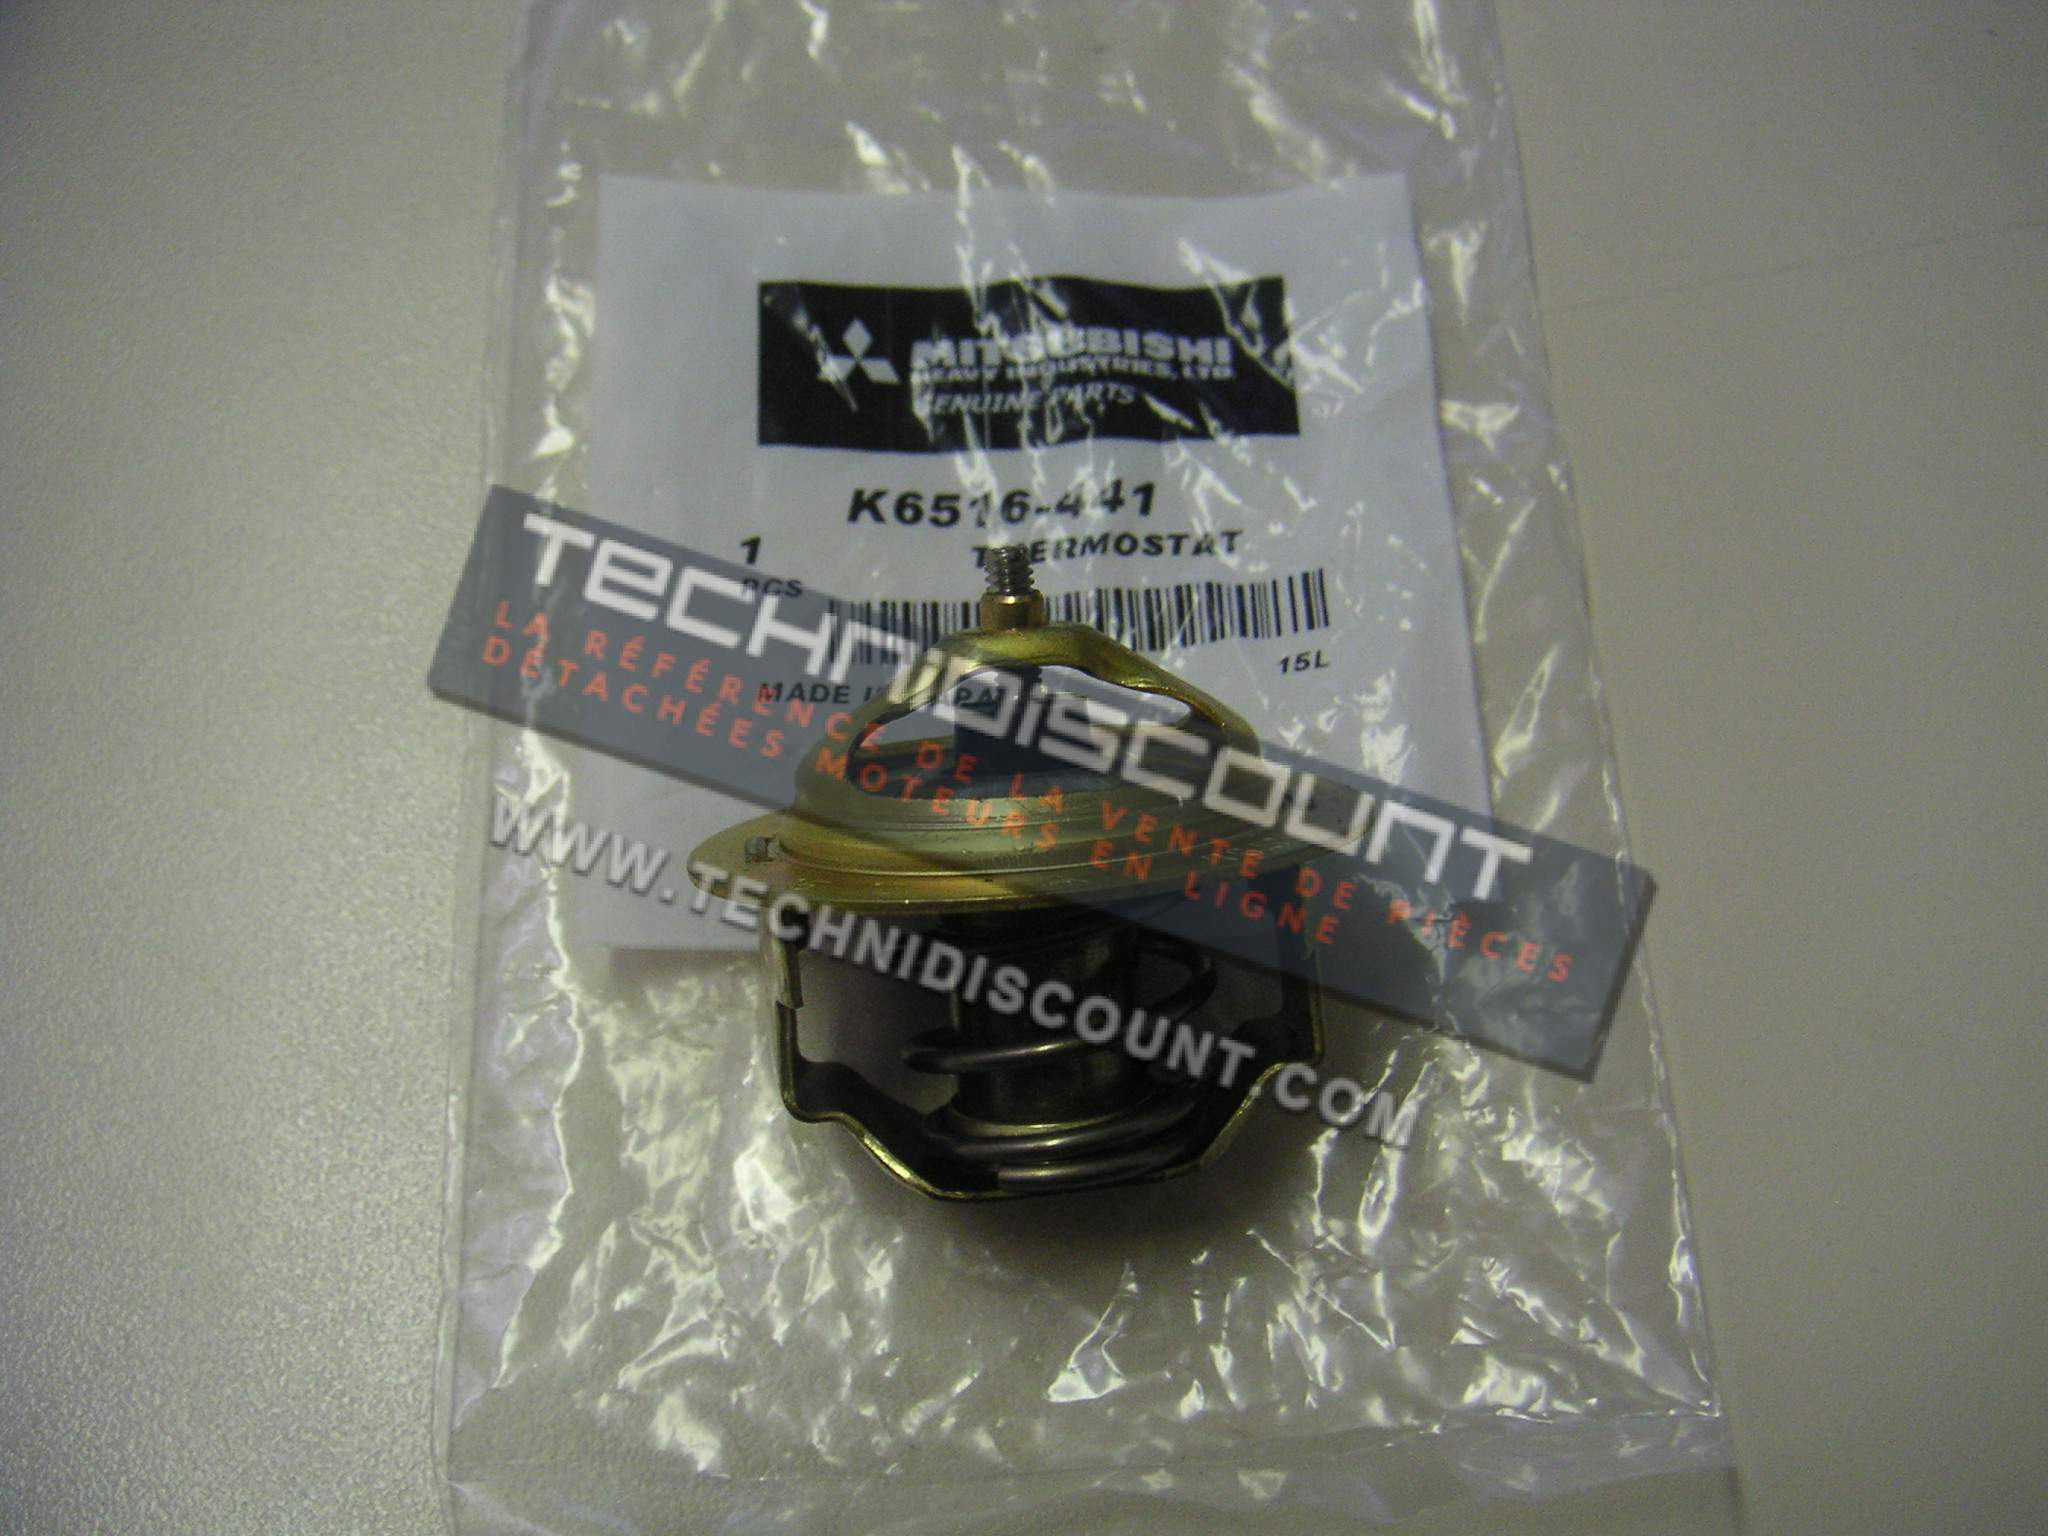 MITSUBISHI
HEAVY INDUSTRIES, LTD.
GENUINE PARTS
K6516-441
1 THERMOSTAT
PCS
15L
MADE IN JAPAN
TECHNIDISCOUNT
LA RÉFÉRENCE DE LA VENTE DE PIÈCES
DÉTACHÉES MOTEURS EN LIGNE
WWW.TECHNIDISCOUNT.COM